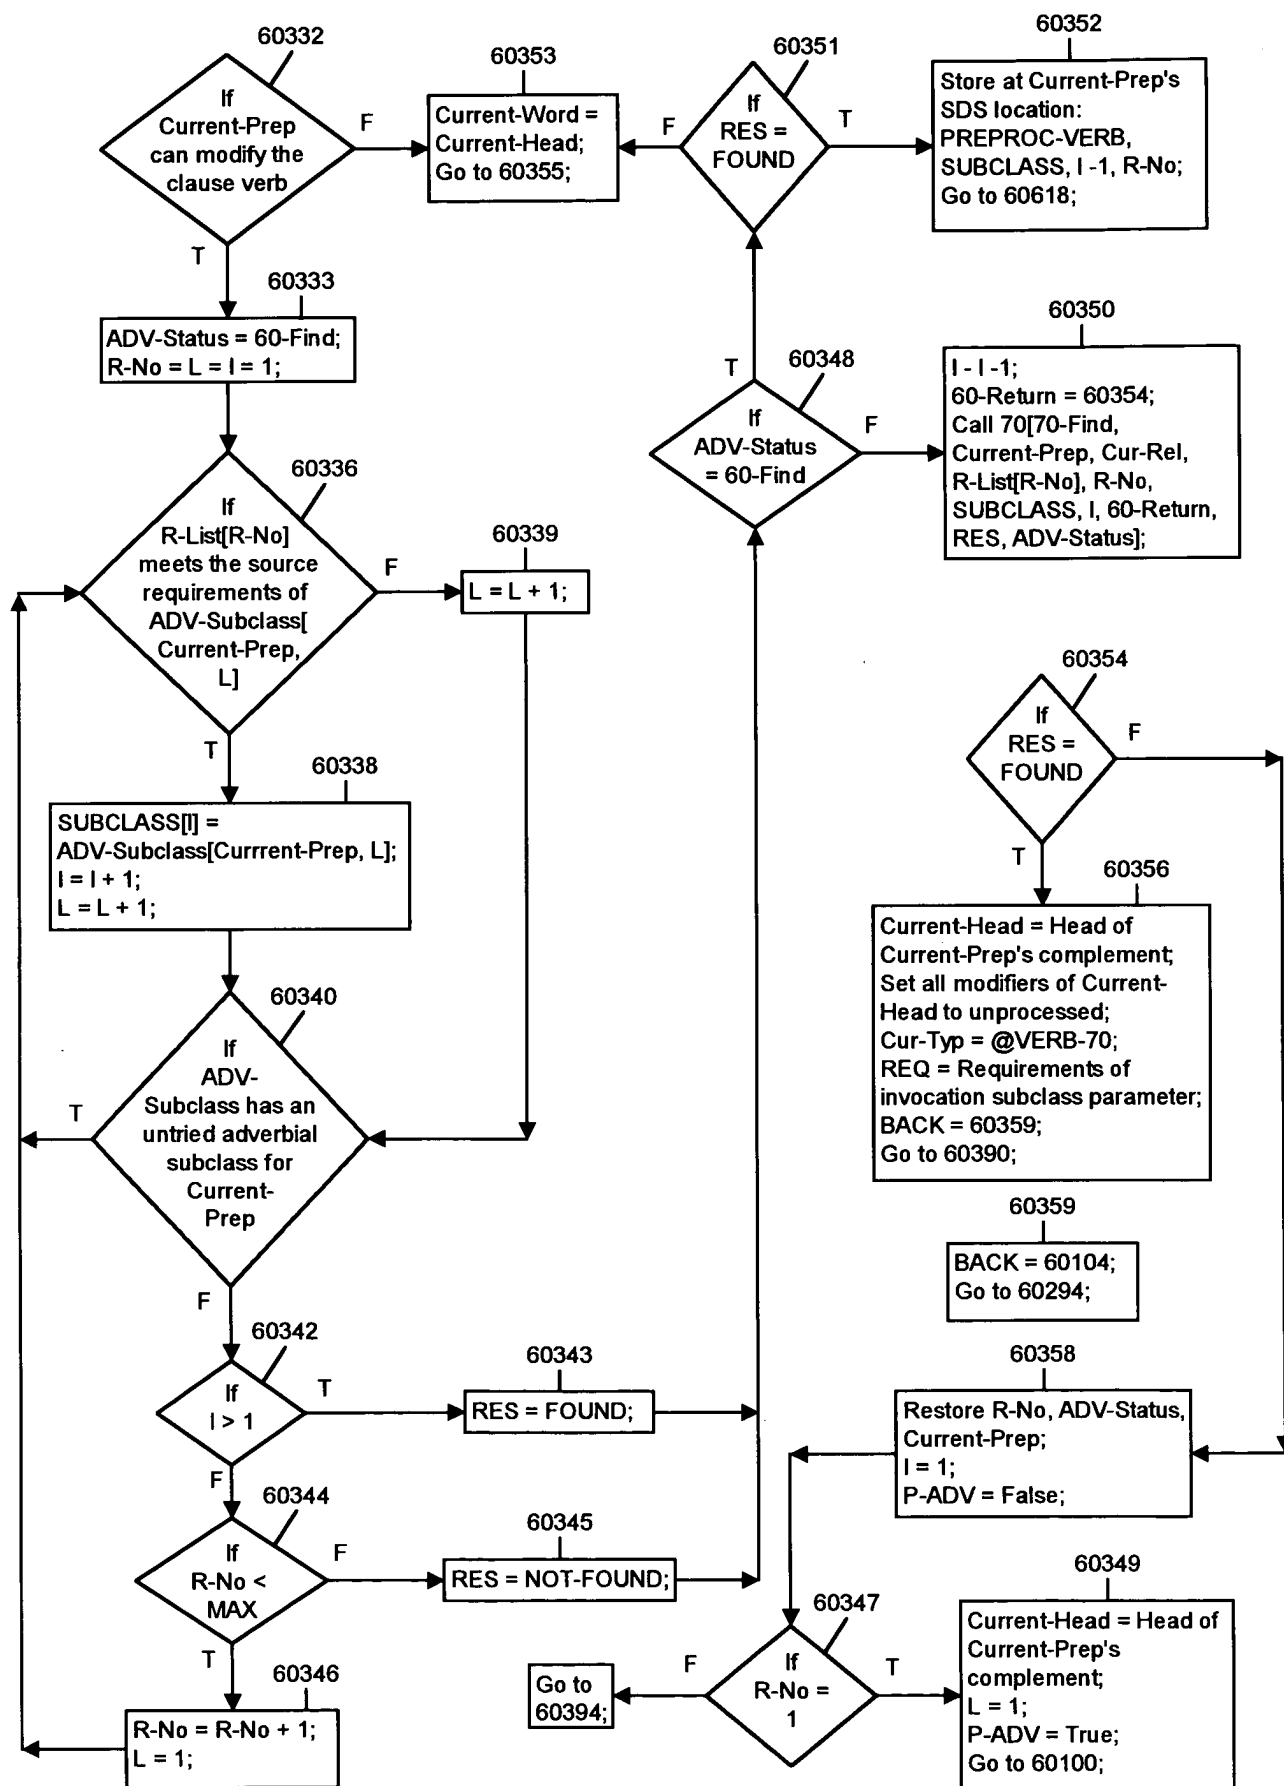 60332
If
Current-Prep
can modify the
clause verb
F
T
60353
Current-Word =
Current-Head;
Go to 60355;
60351
If
RES =
FOUND
F
T
60352
Store at Current-Prep's
SDS location:
PREPROC-VERB,
SUBCLASS, I -1, R-No;
Go to 60618;
60333
ADV-Status = 60-Find;
R-No = L = I = 1;
60336
If
R-List[R-No]
meets the source
requirements of
ADV-Subclass[
Current-Prep,
L]
F
T
60339
L = L + 1;
60348
If
ADV-Status
= 60-Find
T
F
60350
I - I -1;
60-Return = 60354;
Call 70[70-Find,
Current-Prep, Cur-Rel,
R-List[R-No], R-No,
SUBCLASS, I, 60-Return,
RES, ADV-Status];
60338
SUBCLASS[I] =
ADV-Subclass[Currrent-Prep, L];
I = I + 1;
L = L + 1;
60354
If
RES =
FOUND
F
T
60340
If
ADV-
Subclass has an
untried adverbial
subclass for
Current-
Prep
T
F
60356
Current-Head = Head of
Current-Prep's complement;
Set all modifiers of Current-
Head to unprocessed;
Cur-Typ = @VERB-70;
REQ = Requirements of
invocation subclass parameter;
BACK = 60359;
Go to 60390;
60359
BACK = 60104;
Go to 60294;
60342
If
I > 1
T
F
60343
RES = FOUND;
60358
Restore R-No, ADV-Status,
Current-Prep;
I = 1;
P-ADV = False;
60344
If
R-No <
MAX
F
T
60345
RES = NOT-FOUND;
60346
R-No = R-No + 1;
L = 1;
60347
If
R-No =
1
F
T
Go to
60394;
60349
Current-Head = Head of
Current-Prep's
complement;
L = 1;
P-ADV = True;
Go to 60100;